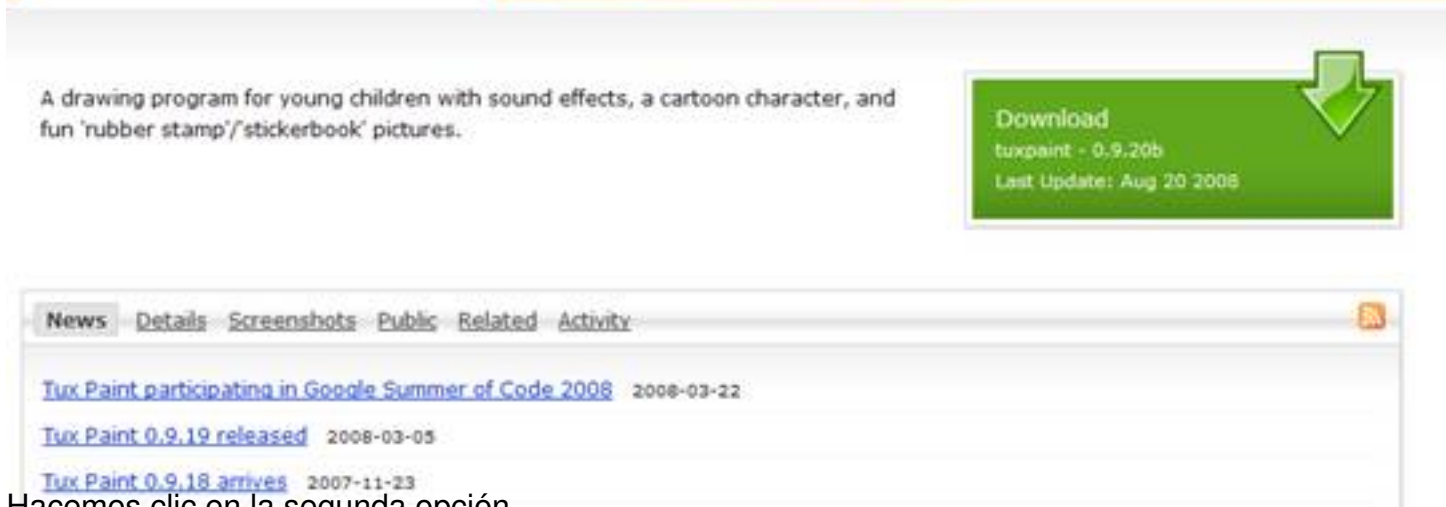 A drawing program for young children with sound effects, a cartoon character, and
fun 'rubber stamp'/'stickerbook' pictures.
Download
tuxpaint - 0.9.20b
Last Update: Aug 20 2008
News Details Screenshots Public Related Activity
Tux Paint participating in Google Summer of Code 2008 2008-03-22
Tux Paint 0.9.19 released 2008-03-05
Tux Paint 0.9.18 arrives 2007-11-23
Hacemos clic en la segunda opción